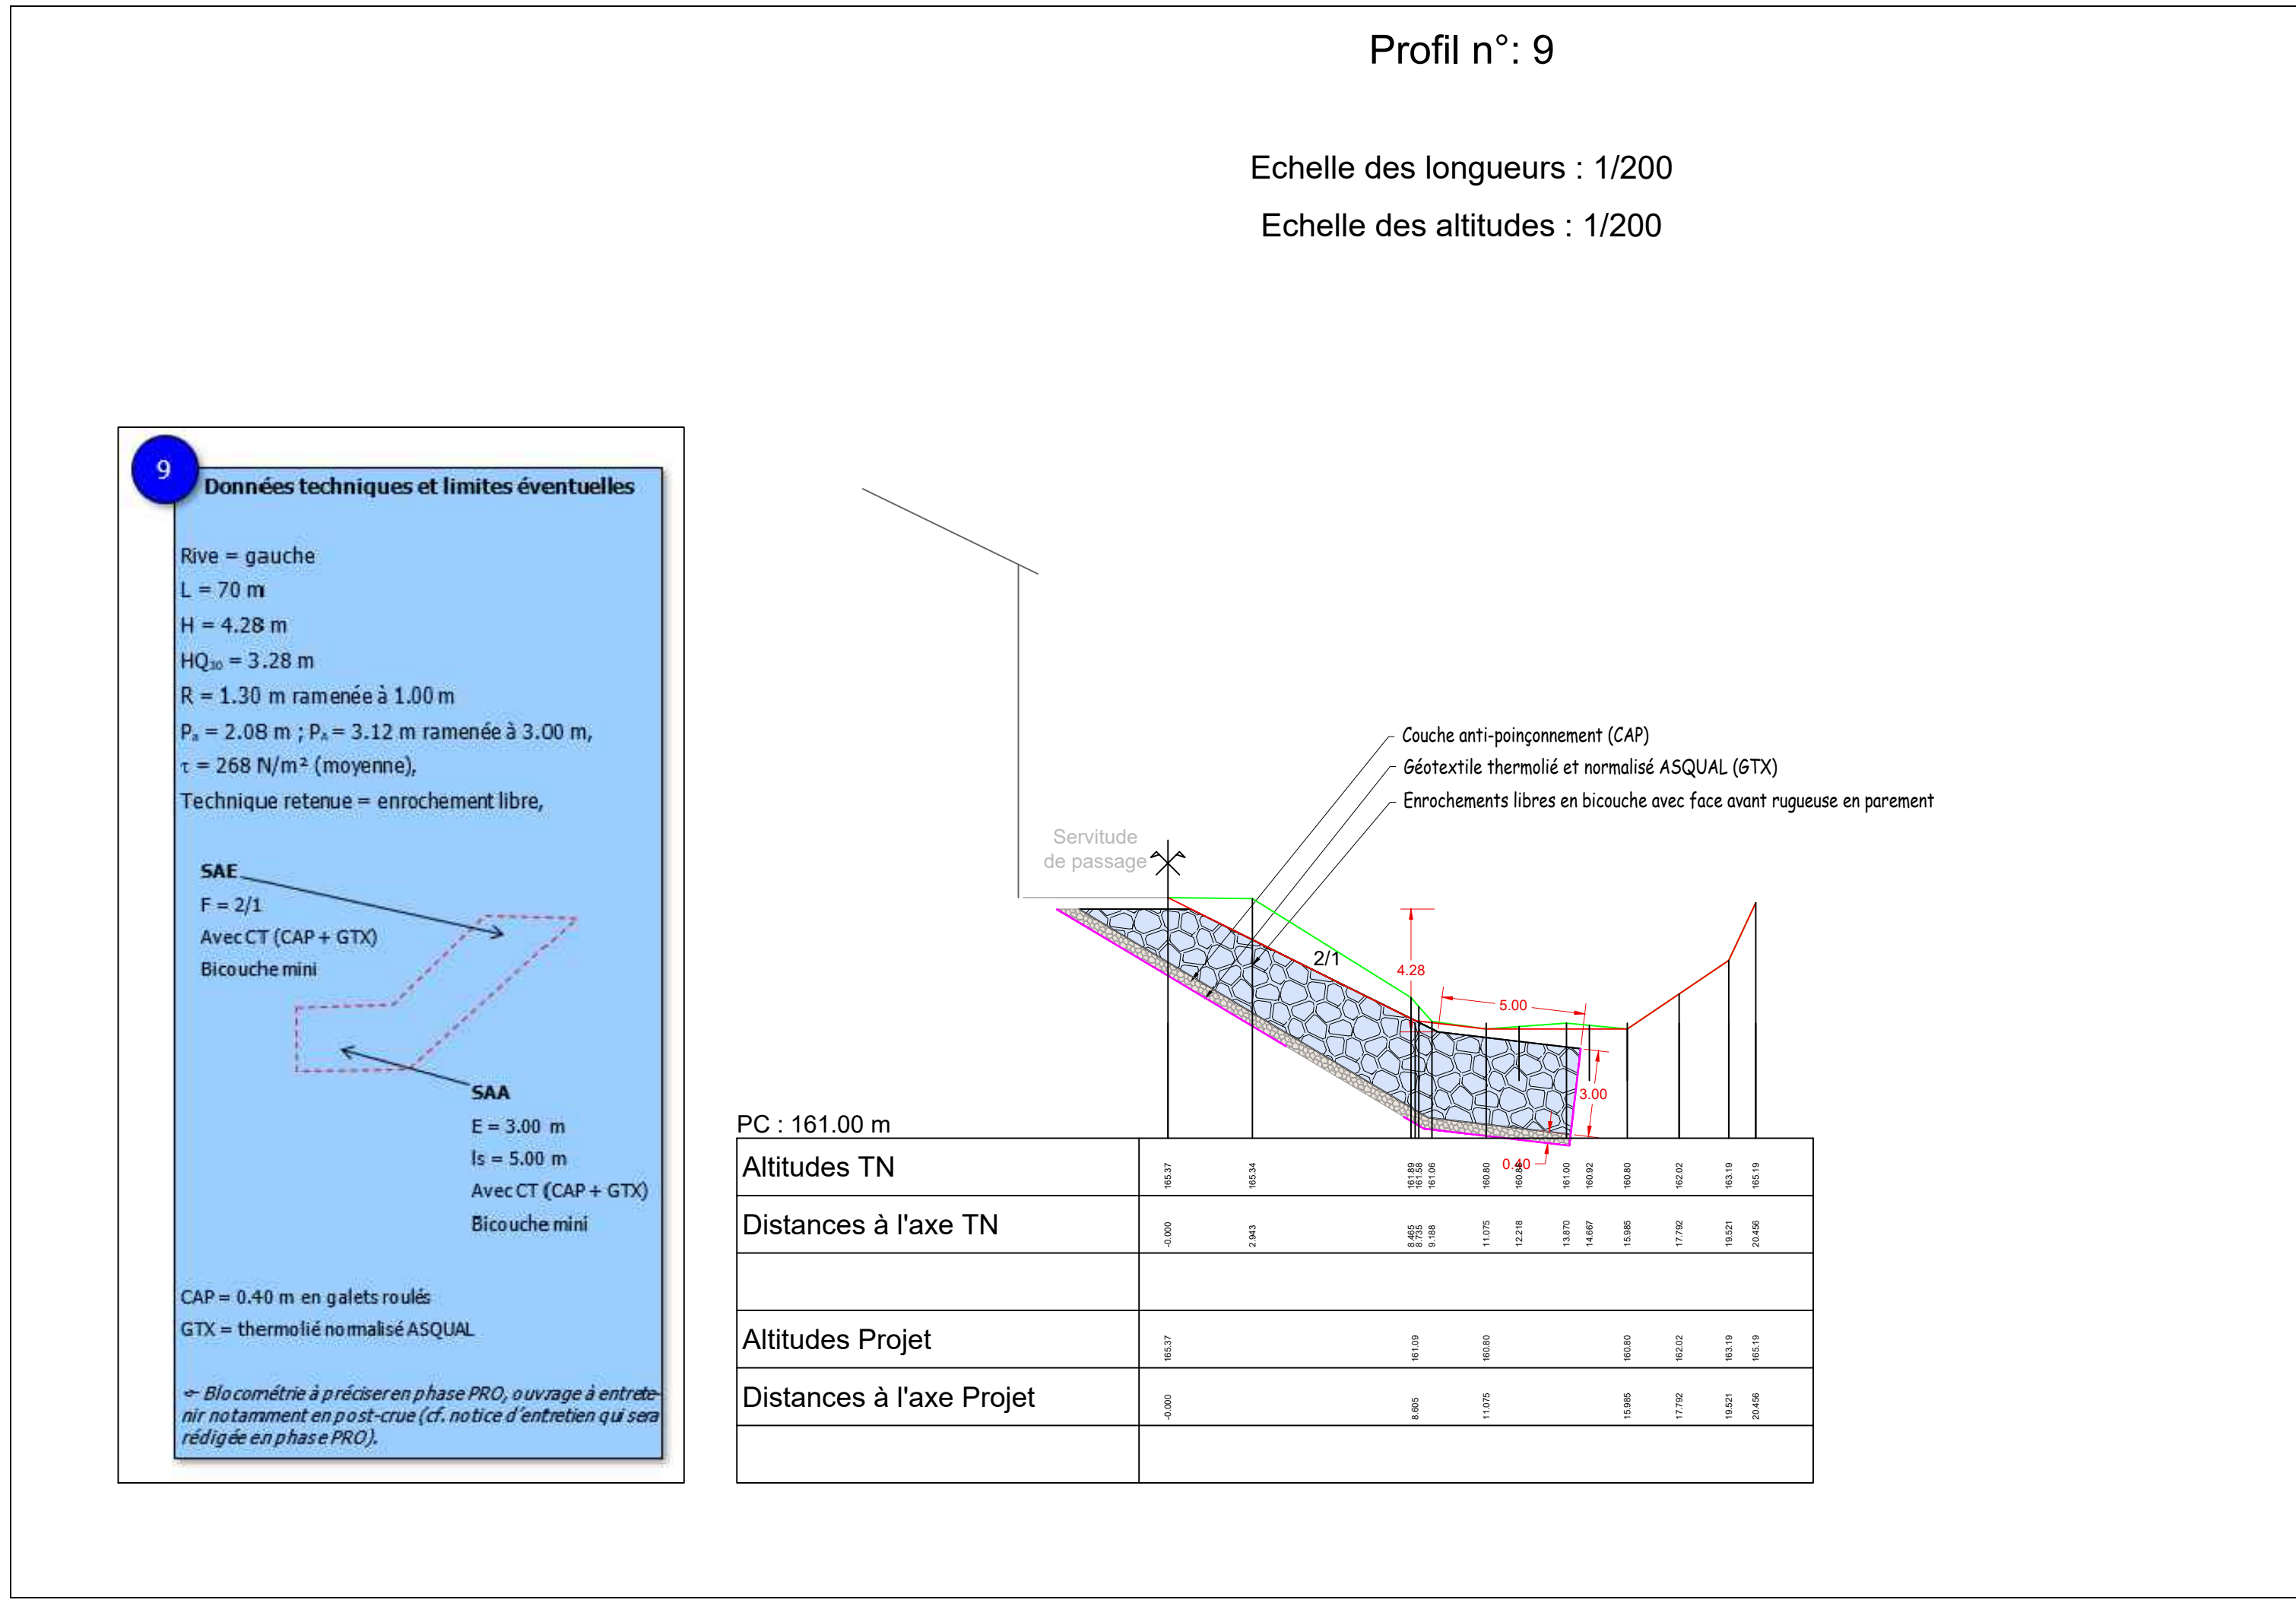 Profil n°: 9
Echelle des longueurs : 1/200
Echelle des altitudes : 1/200
9
Données techniques et limites éventuelles
Rive = gauche
L = 70 m
H = 4.28 m
HQ₃₀ = 3.28 m
R = 1.30 m ramenée à 1.00 m
Pₐ = 2.08 m ; Pᴀ = 3.12 m ramenée à 3.00 m,
τ = 268 N/m² (moyenne),
Technique retenue = enrochement libre,
SAE
F = 2/1
Avec CT (CAP + GTX)
Bicouche mini
SAA
E = 3.00 m
ls = 5.00 m
Avec CT (CAP + GTX)
Bicouche mini
CAP = 0.40 m en galets roulés
GTX = thermolié normalisé ASQUAL
☞ Blocométrie à préciser en phase PRO, ouvrage à entrete-
nir notamment en post-crue (cf. notice d'entretien qui sera
rédigée en phase PRO).
Couche anti-poinçonnement (CAP)
Géotextile thermolié et normalisé ASQUAL (GTX)
Enrochements libres en bicouche avec face avant rugueuse en parement
Servitude
de passage
2/1
4.28
5.00
3.00
0.40
PC : 161.00 m
Altitudes TN 165.37 165.34 161.89 161.58 161.06 160.80 161.00 160.92 160.80 162.02 163.19 165.19
Distances à l'axe TN -0.000 2.943 8.465 8.735 9.188 11.075 12.218 13.870 14.667 15.985 17.792 19.521 20.456
Altitudes Projet 165.37 161.09 160.80 160.80 162.02 163.19 165.19
Distances à l'axe Projet -0.000 8.605 11.075 15.985 17.792 19.521 20.456